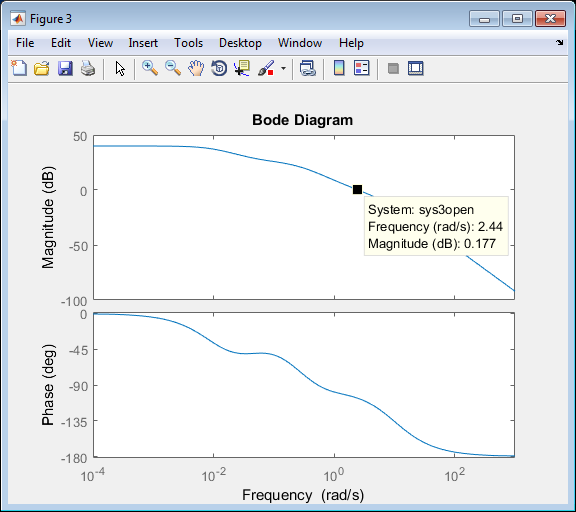 Figure 3
File Edit View Insert Tools Desktop Window Help
Bode Diagram
50
0
-50
-100
Magnitude (dB)
System: sys3open
Frequency (rad/s): 2.44
Magnitude (dB): 0.177
0
-45
-90
-135
-180
Phase (deg)
10^-4 10^-2 10^0 10^2
Frequency (rad/s)